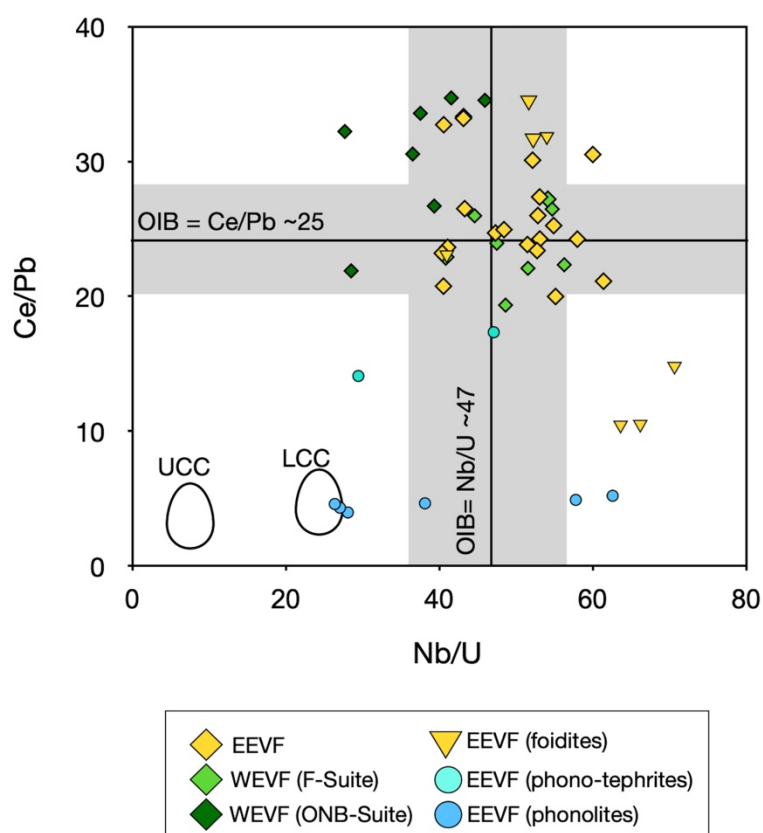 40
30
20
10
0
Ce/Pb
OIB = Ce/Pb ~25
OIB= Nb/U ~47
UCC
LCC
0 20 40 60 80
Nb/U
EEVF
EEVF (foidites)
WEVF (F-Suite)
EEVF (phono-tephrites)
WEVF (ONB-Suite)
EEVF (phonolites)